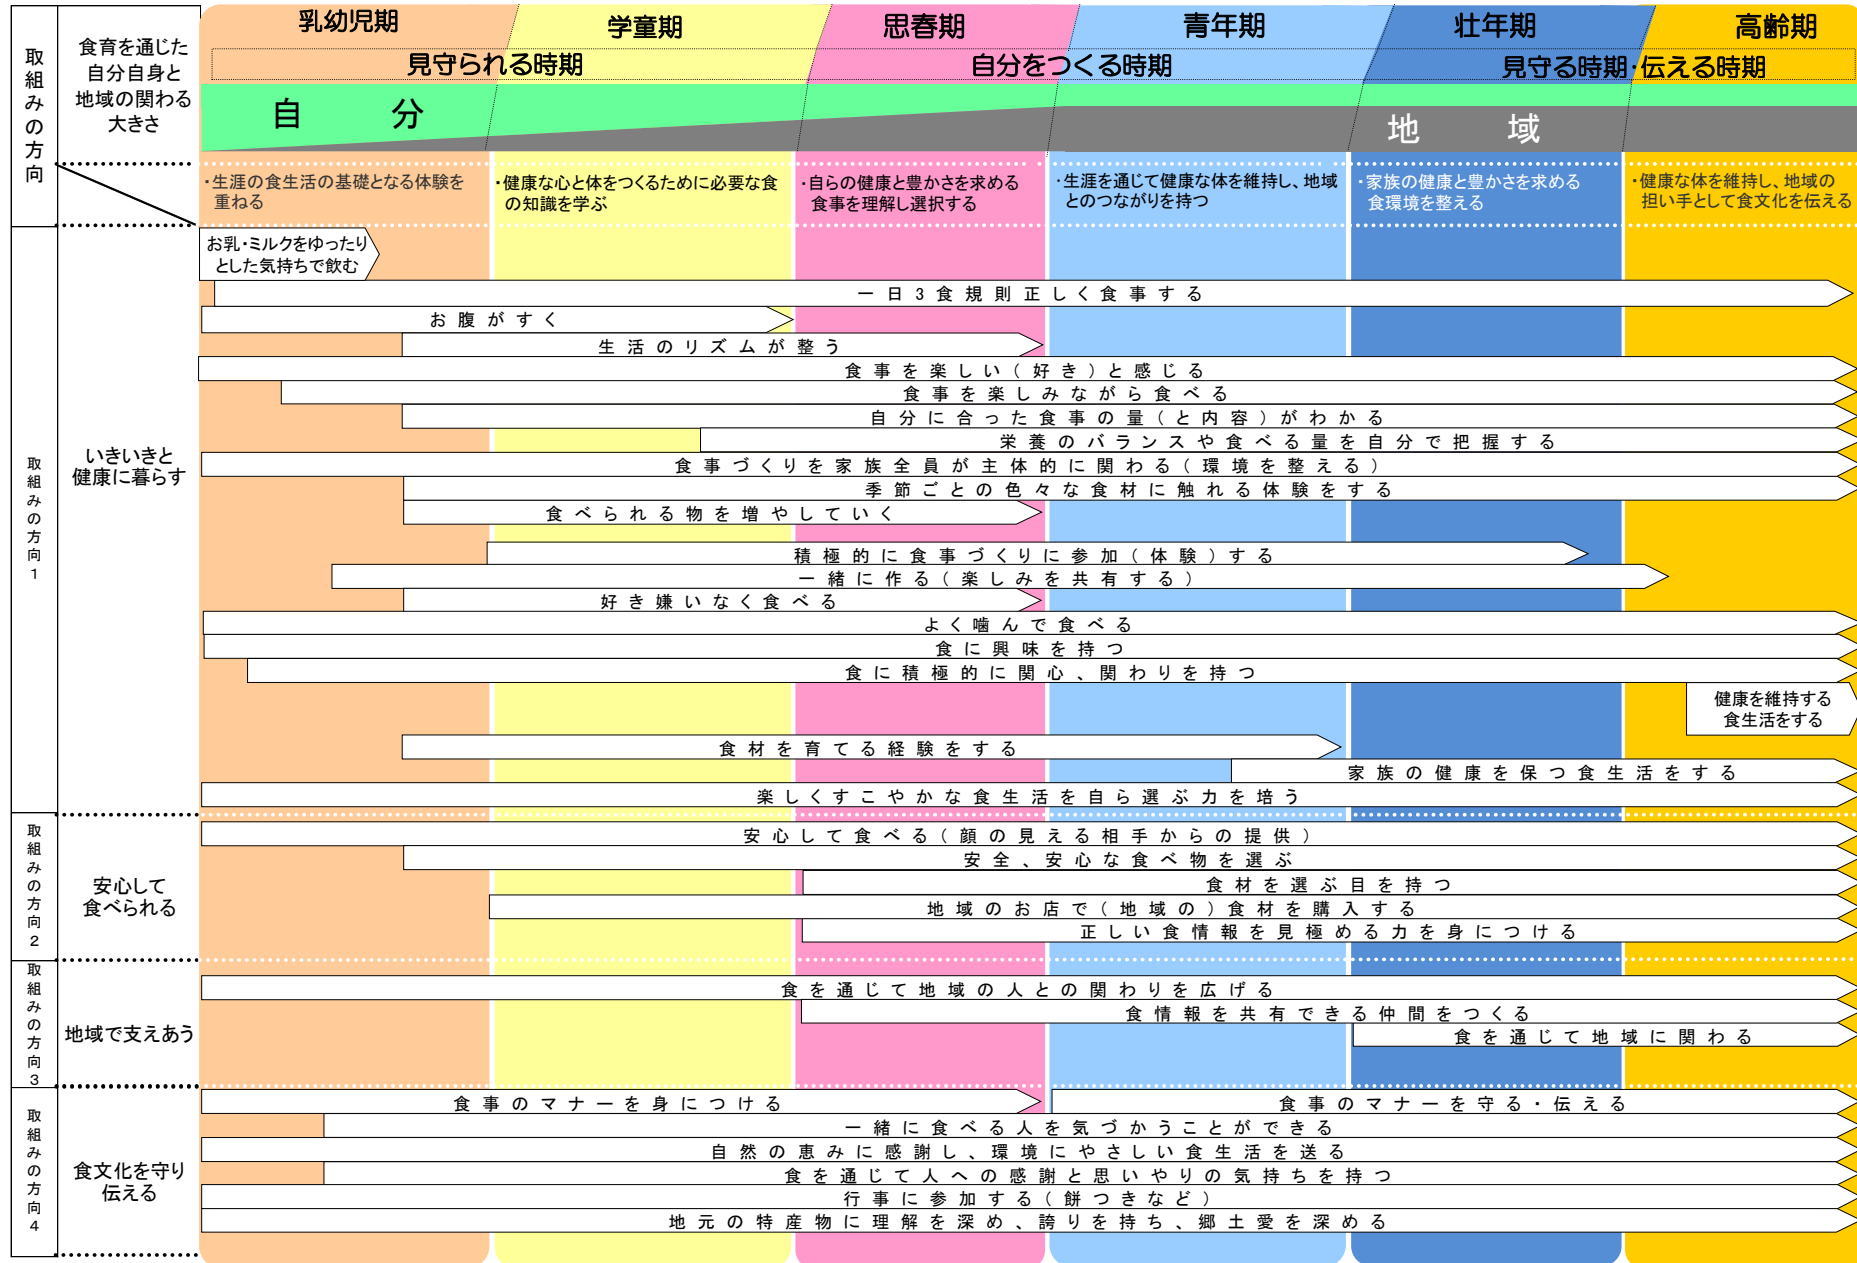 取組みの方向
食育を通じた
自分自身と
地域の関わる
大きさ
乳幼児期
学童期
思春期
青年期
壮年期
高齢期
見守られる時期
自分をつくる時期
見守る時期・伝える時期
自 分
地 域
・生涯の食生活の基礎となる体験を
重ねる
・健康な心と体をつくるために必要な食
の知識を学ぶ
・自らの健康と豊かさを求める
食事を理解し選択する
・生涯を通じて健康な体を維持し、地域
とのつながりを持つ
・家族の健康と豊かさを求める
食環境を整える
・健康な体を維持し、地域の
担い手として食文化を伝える
取組みの方向1
いきいきと
健康に暮らす
お乳・ミルクをゆったり
とした気持ちで飲む
一日3食規則正しく食事する
お腹がすく
生活のリズムが整う
食事を楽しい(好き)と感じる
食事を楽しみながら食べる
自分に合った食事の量(と内容)がわかる
栄養のバランスや食べる量を自分で把握する
食事づくりを家族全員が主体的に関わる(環境を整える)
季節ごとの色々な食材に触れる体験をする
食べられる物を増やしていく
積極的に食事づくりに参加(体験)する
一緒に作る(楽しみを共有する)
好き嫌いなく食べる
よく噛んで食べる
食に興味を持つ
食に積極的に関心、関わりを持つ
健康を維持する
食生活をする
食材を育てる経験をする
家族の健康を保つ食生活をする
楽しくすこやかな食生活を自ら選ぶ力を培う
取組みの方向2
安心して
食べられる
安心して食べる(顔の見える相手からの提供)
安全、安心な食べ物を選ぶ
食材を選ぶ目を持つ
地域のお店で(地域の)食材を購入する
正しい食情報を見極める力を身につける
取組みの方向3
地域で支えあう
食を通じて地域の人との関わりを広げる
食情報を共有できる仲間をつくる
食を通じて地域に関わる
取組みの方向4
食文化を守り
伝える
食事のマナーを身につける
食事のマナーを守る・伝える
一緒に食べる人を気づかうことができる
自然の恵みに感謝し、環境にやさしい食生活を送る
食を通じて人への感謝と思いやりの気持ちを持つ
行事に参加する(餅つきなど)
地元の特産物に理解を深め、誇りを持ち、郷土愛を深める